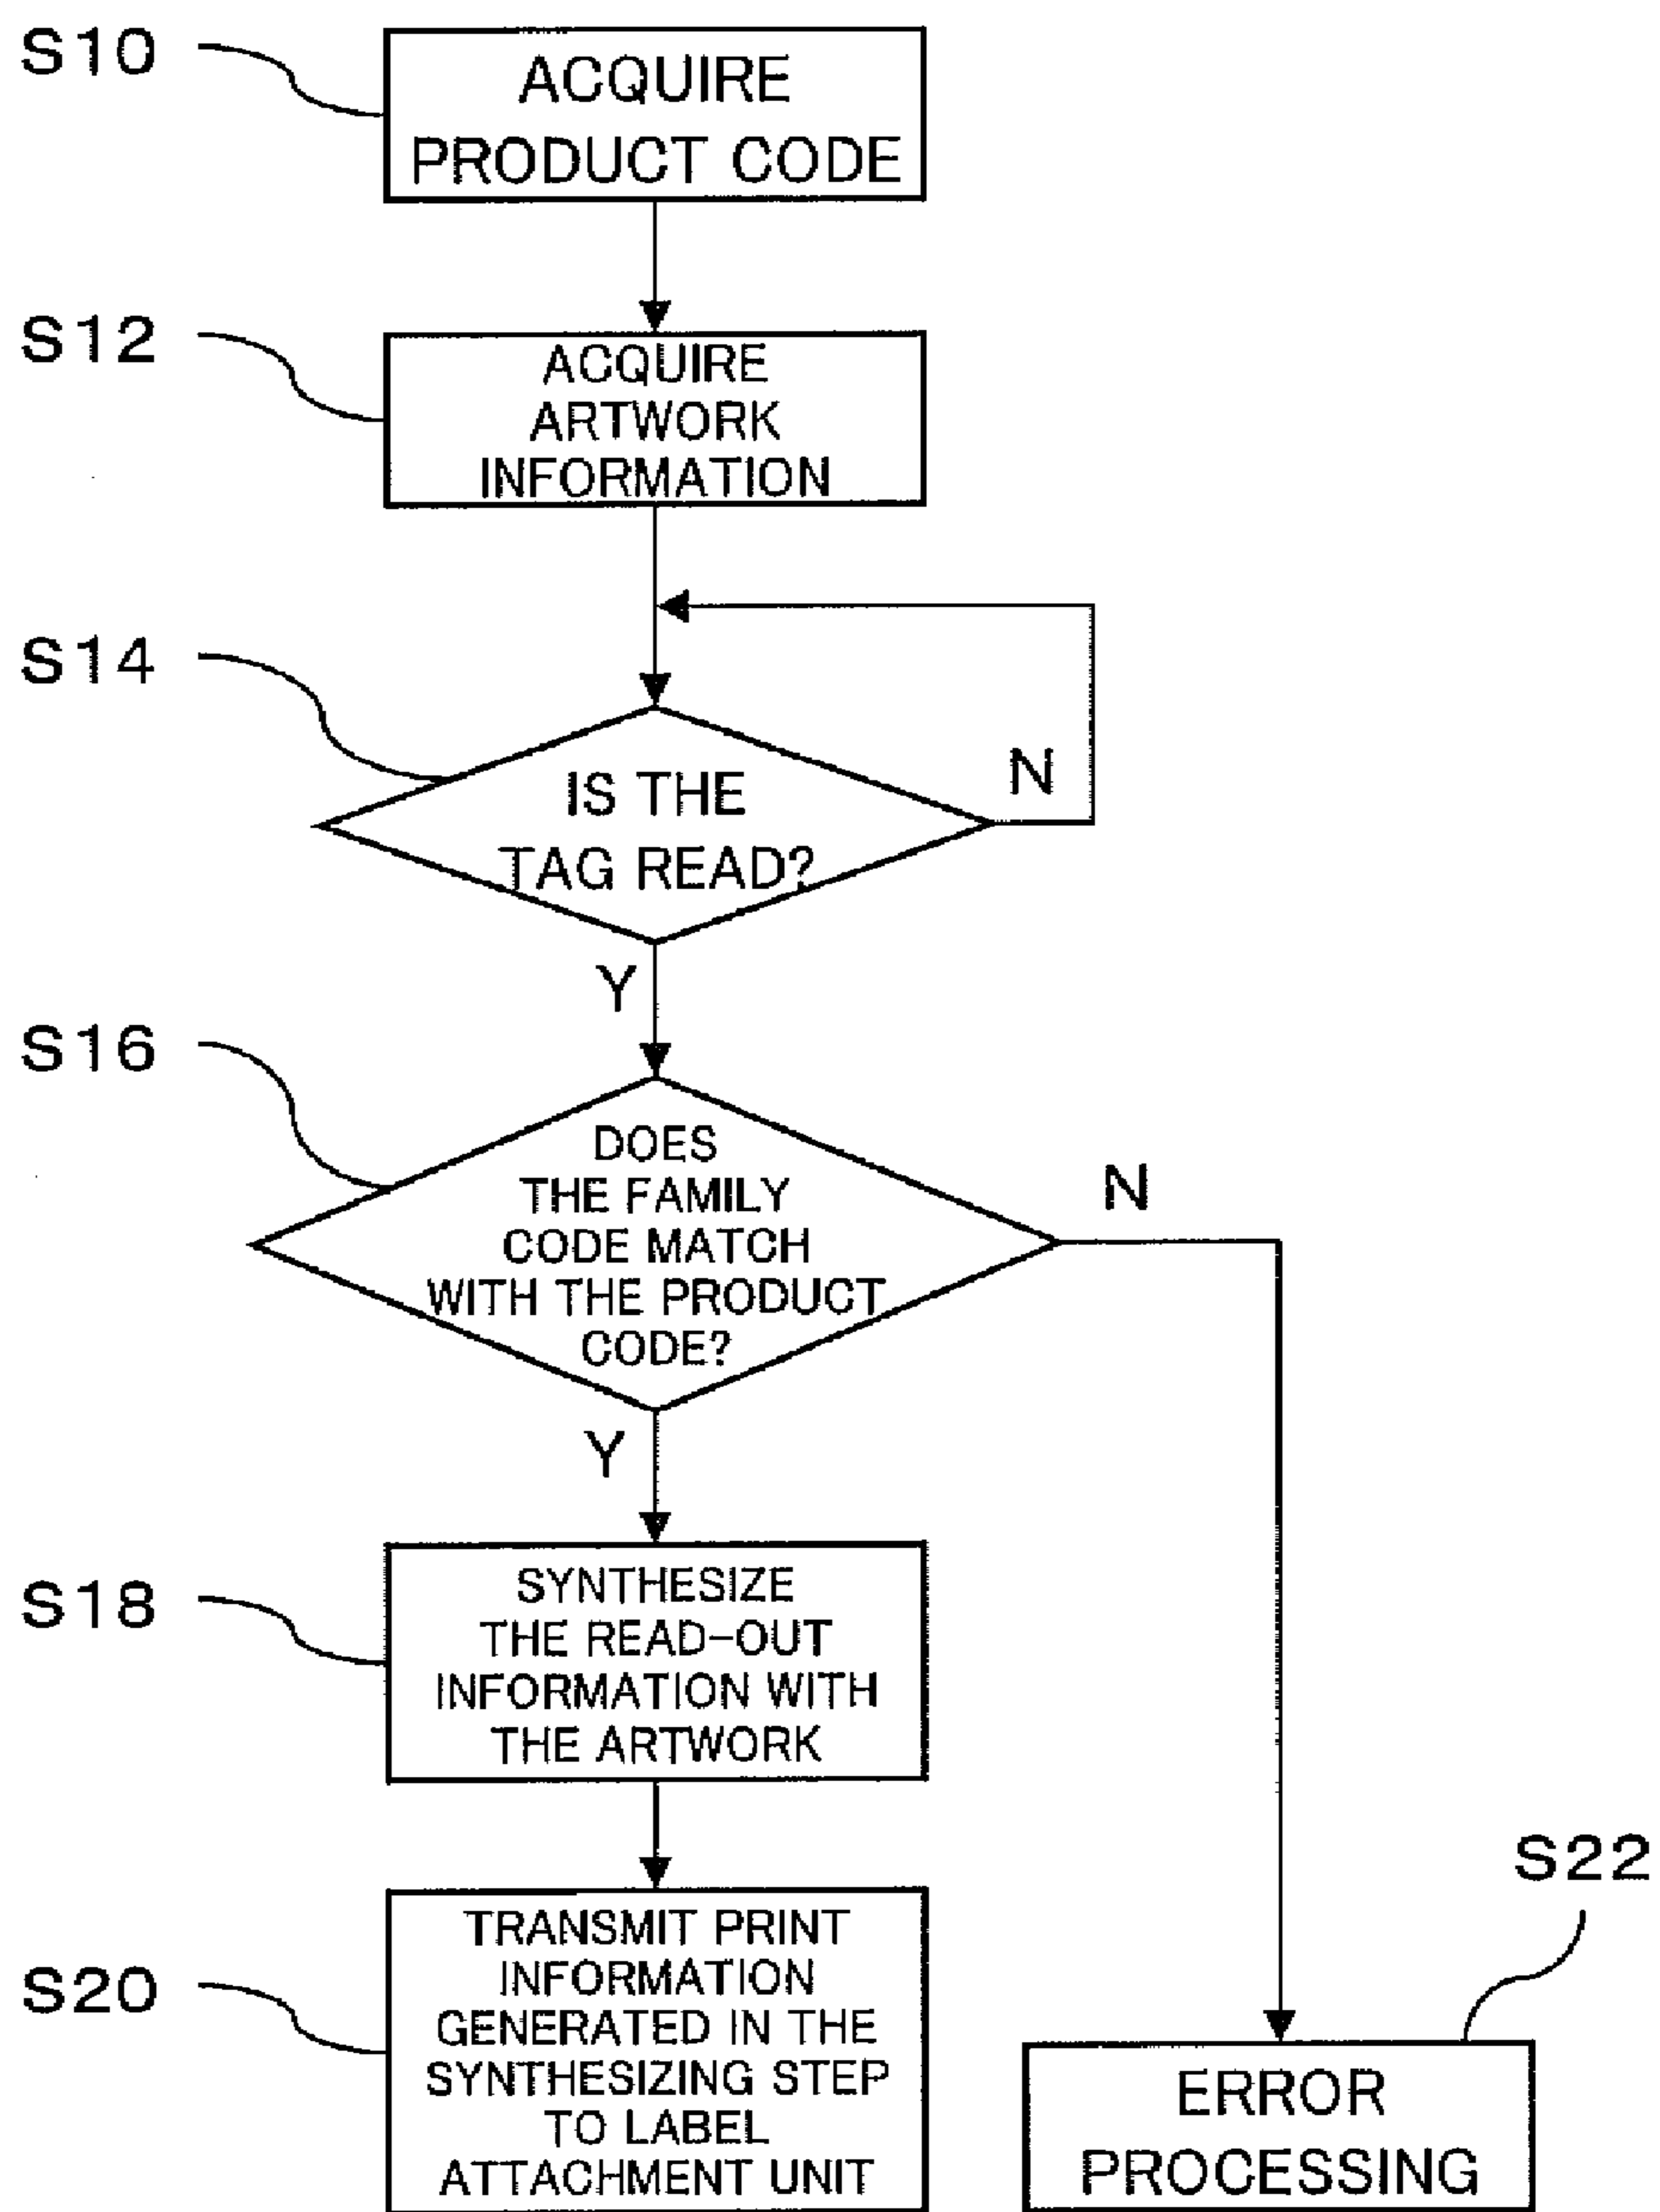 S10
ACQUIRE
PRODUCT CODE
S12
ACQUIRE
ARTWORK
INFORMATION
S14
IS THE
TAG READ?
N
Y
S16
DOES
THE FAMILY
CODE MATCH
WITH THE PRODUCT
CODE?
N
Y
S18
SYNTHESIZE
THE READ-OUT
INFORMATION WITH
THE ARTWORK
S20
TRANSMIT PRINT
INFORMATION
GENERATED IN THE
SYNTHESIZING STEP
TO LABEL
ATTACHMENT UNIT
S22
ERROR
PROCESSING